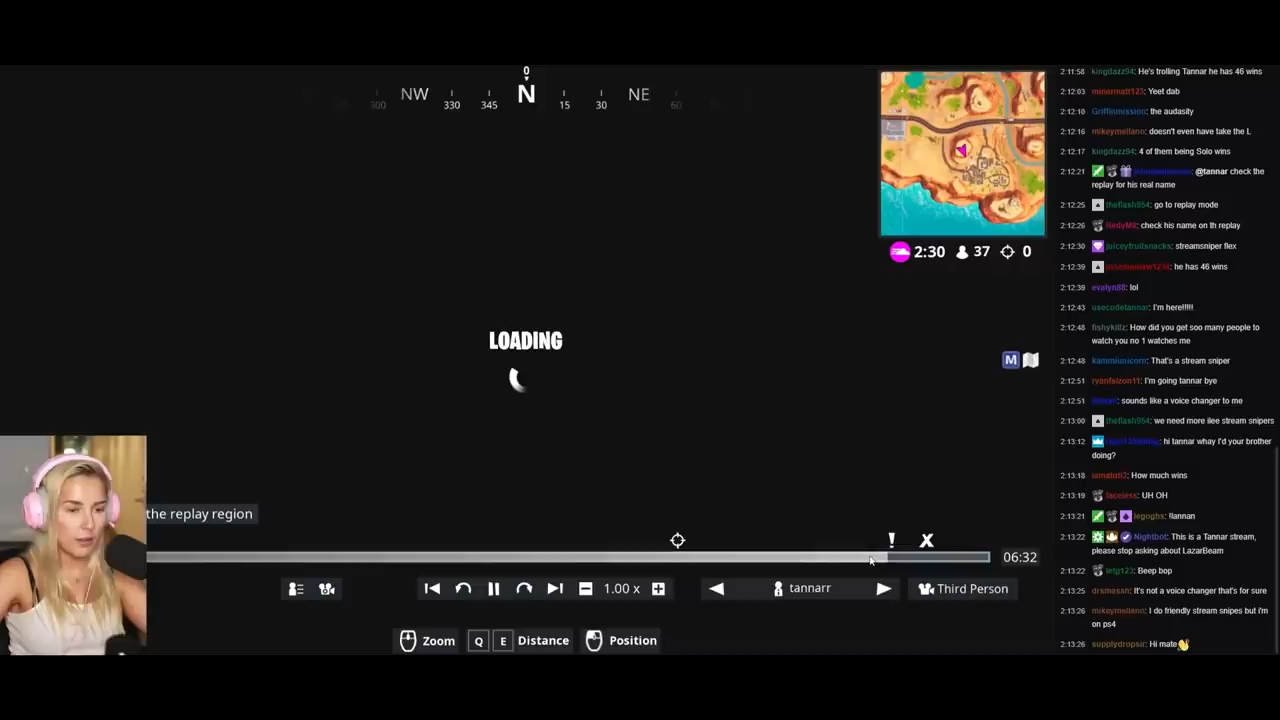 0
N
NW
NE
300
330
345
15
30
60
2:30
37
0
LOADING
M
the replay region
!
X
06:32
1.00 x
tannarr
Third Person
Zoom
Q
E
Distance
Position
2:11:58 kingdazz94: He's trolling Tannar he has 46 wins
2:12:03 minermatt123: Yeet dab
2:12:10 Griffinmission: the audasity
2:12:16 mikeymellano: doesn't even have take the L
2:12:17 kingdazz94: 4 of them being Solo wins
2:12:21 @tannar check the
replay for his real name
2:12:25 theflash954: go to replay mode
2:12:26 check his name on th replay
2:12:30 juiceyfruitsnacks: streamsniper flex
2:12:39 he has 46 wins
2:12:39 evalyn88: lol
2:12:43 usecodetannar: I'm here!!!!!
2:12:48 fishykillz: How did you get soo many people to
watch you no 1 watches me
2:12:48 kammiunicorn: That's a stream sniper
2:12:51 ryanfalzon11: I'm going tannar bye
2:12:51 sounds like a voice changer to me
2:13:00 theflash954: we need more ilee stream snipers
2:13:12 hi tannar whay I'd your brother
doing?
2:13:18 How much wins
2:13:19 faceless: UH OH
2:13:21 legoghs: !lannan
2:13:22 Nightbot: This is a Tannar stream,
please stop asking about LazarBeam
2:13:22 Beep bop
2:13:25 drsmassh: It's not a voice changer that's for sure
2:13:26 mikeymellano: I do friendly stream snipes but i'm
on ps4
2:13:26 supplydropsir: Hi mate